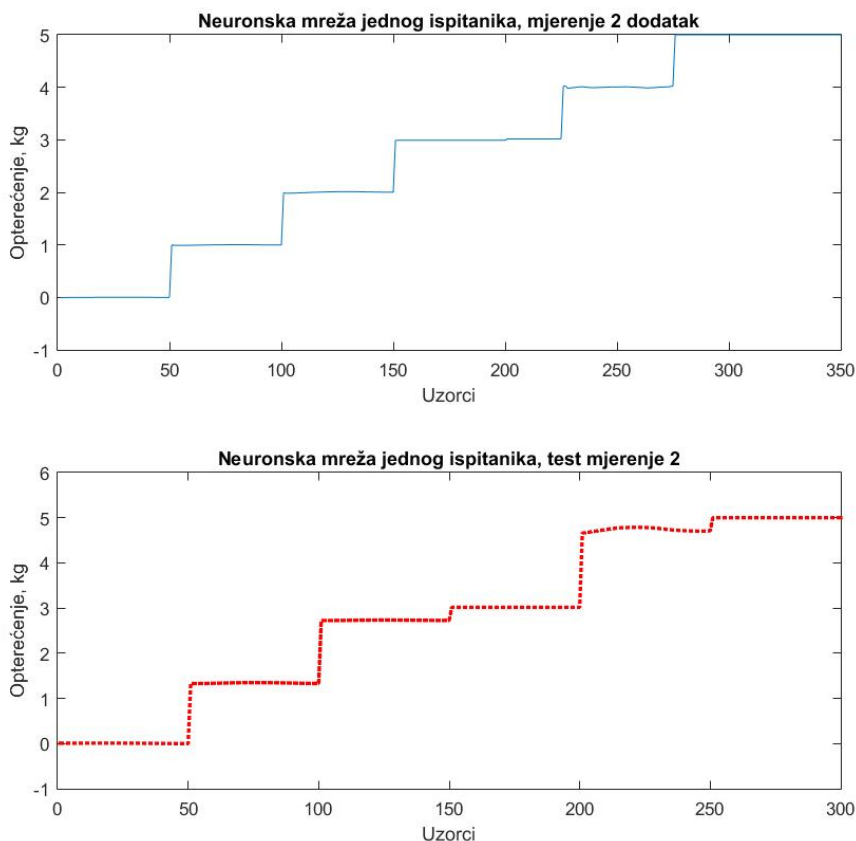 Neuronska mreža jednog ispitanika, mjerenje 2 dodatak
5
4
3
2
1
0
-1
Opterećenje, kg
0 50 100 150 200 250 300 350
Uzorci
Neuronska mreža jednog ispitanika, test mjerenje 2
6
5
4
3
2
1
0
-1
Opterećenje, kg
0 50 100 150 200 250 300
Uzorci